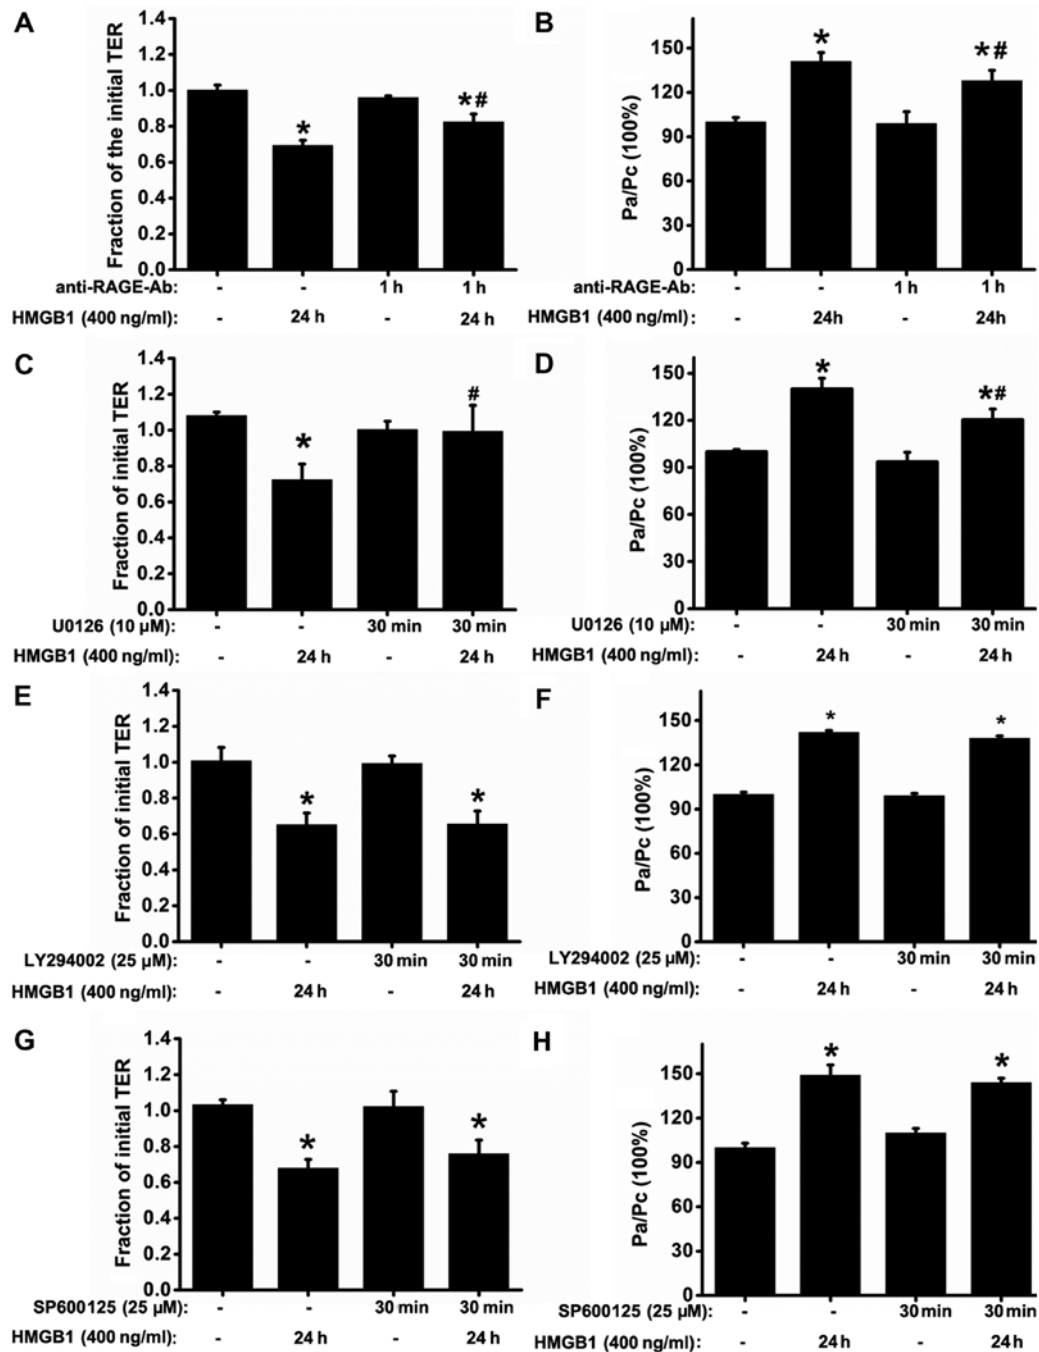 A
Fraction of the initial TER
1.4
1.2
1.0
0.8
0.6
0.4
0.2
0.0
*
*#
anti-RAGE-Ab: - - 1 h 1 h
HMGB1 (400 ng/ml): - 24 h - 24 h
B
Pa/Pc (100%)
150
120
90
60
30
0
*
*#
anti-RAGE-Ab: - - 1 h 1 h
HMGB1 (400 ng/ml): - 24h - 24h
C
Fraction of initial TER
1.4
1.2
1.0
0.8
0.6
0.4
0.2
0.0
*
#
U0126 (10 µM): - - 30 min 30 min
HMGB1 (400 ng/ml): - 24 h - 24 h
D
Pa/Pc (100%)
150
120
90
60
30
0
*
*#
U0126 (10 µM): - - 30 min 30 min
HMGB1 (400 ng/ml): - 24 h - 24 h
E
Fraction of initial TER
1.4
1.2
1.0
0.8
0.6
0.4
0.2
0.0
*
*
LY294002 (25 µM): - - 30 min 30 min
HMGB1 (400 ng/ml): - 24 h - 24 h
F
Pa/Pc (100%)
150
120
90
60
30
0
*
*
LY294002 (25 µM): - - 30 min 30 min
HMGB1 (400 ng/ml): - 24 h - 24 h
G
Fraction of initial TER
1.4
1.2
1.0
0.8
0.6
0.4
0.2
0.0
*
*
SP600125 (25 µM): - - 30 min 30 min
HMGB1 (400 ng/ml): - 24 h - 24 h
H
Pa/Pc (100%)
150
120
90
60
30
0
*
*
SP600125 (25 µM): - - 30 min 30 min
HMGB1 (400 ng/ml): - 24 h - 24 h